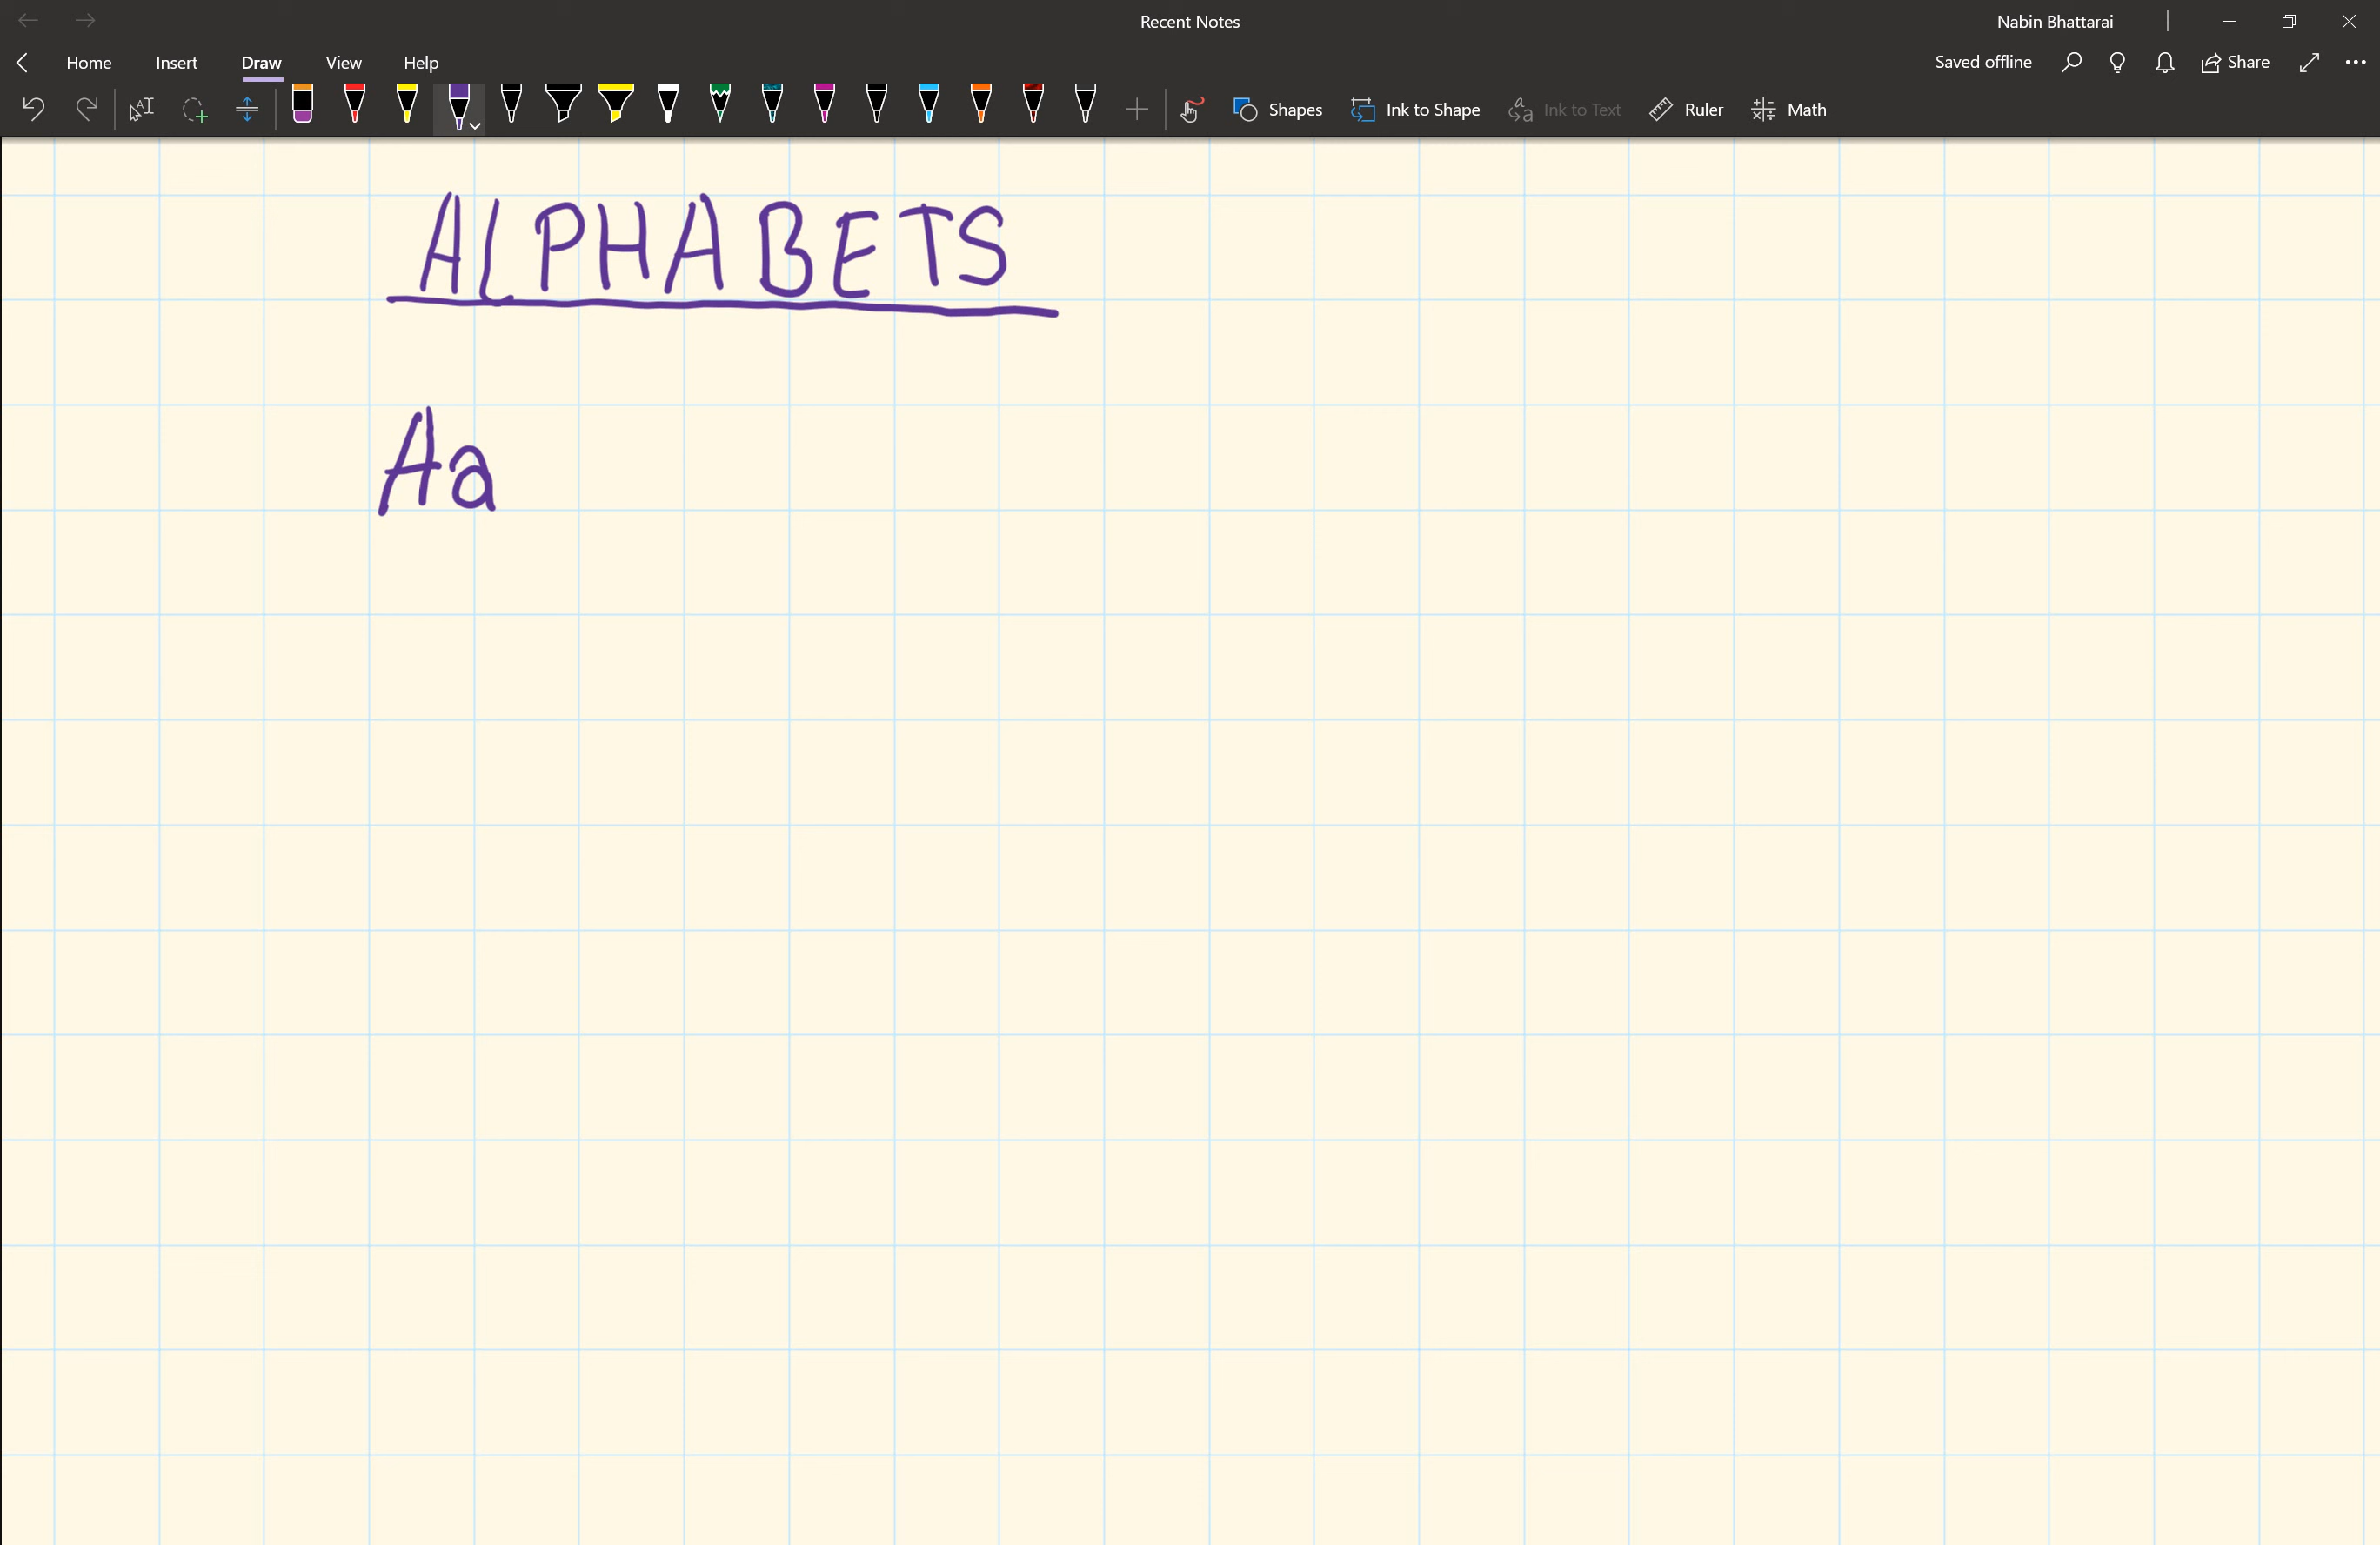 Recent Notes
Nabin Bhattarai
Home Insert Draw View Help
Saved offline Share
Shapes Ink to Shape Ink to Text Ruler Math
ALPHABETS
Aa